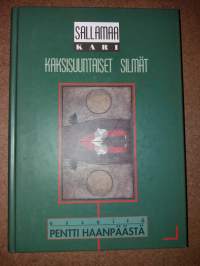 SALLAMAA
KARI
KAKSISUUNTAISET SILMÄT
PENTTI HAANPÄÄSTÄ